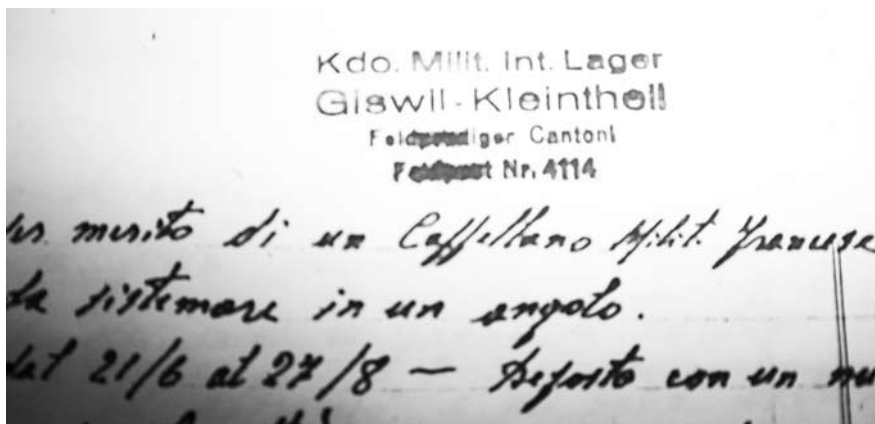 Kdo. Milit. Int. Lager
Giswil-Kleintheil
Feldprediger Cantoni
Feldpost Nr. 4114
merito di un Cappellano Milit. Francese
da sistemare in un angolo.
dal 21/6 al 27/8 — Deposto con un